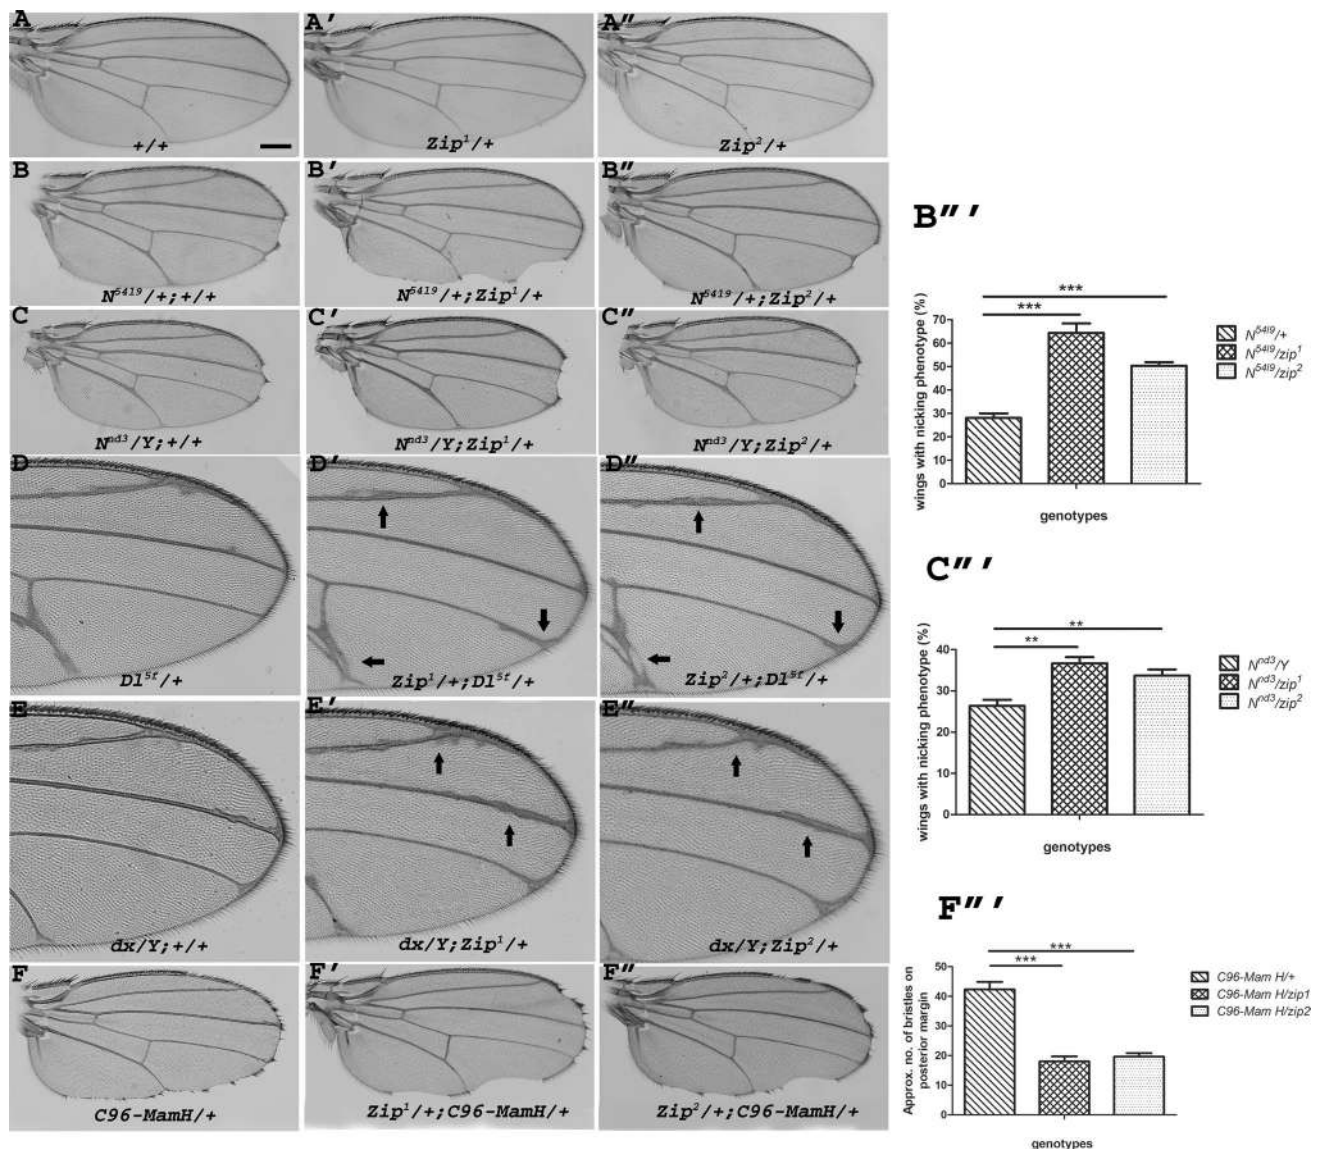 A A′ A″
+/+ Zip¹/+ Zip²/+
B B′ B″
N⁵⁴¹⁹/+;+/+ N⁵⁴¹⁹/+;Zip¹/+ N⁵⁴¹⁹/+;Zip²/+
C C′ C″
Nⁿᵈ³/Y;+/+ Nⁿᵈ³/Y;Zip¹/+ Nⁿᵈ³/Y;Zip²/+
D D′ D″
Dl⁵ᶠ/+ Zip¹/+;Dl⁵ᶠ/+ Zip²/+;Dl⁵ᶠ/+
E E′ E″
dx/Y;+/+ dx/Y;Zip¹/+ dx/Y;Zip²/+
F F′ F″
C96-MamH/+ Zip¹/+;C96-MamH/+ Zip²/+;C96-MamH/+
B″′
wings with nicking phenotype (%)
70
60
50
40
30
20
10
0
***
***
genotypes
N⁵⁴¹⁹/+
N⁵⁴¹⁹/zip¹
N⁵⁴¹⁹/zip²
C″′
wings with nicking phenotype (%)
40
30
20
10
0
**
**
genotypes
Nⁿᵈ³/Y
Nⁿᵈ³/zip¹
Nⁿᵈ³/zip²
F″′
Approx. no. of bristles on
posterior margin
50
40
30
20
10
0
***
***
genotypes
C96-Mam H/+
C96-Mam H/zip1
C96-Mam H/zip2